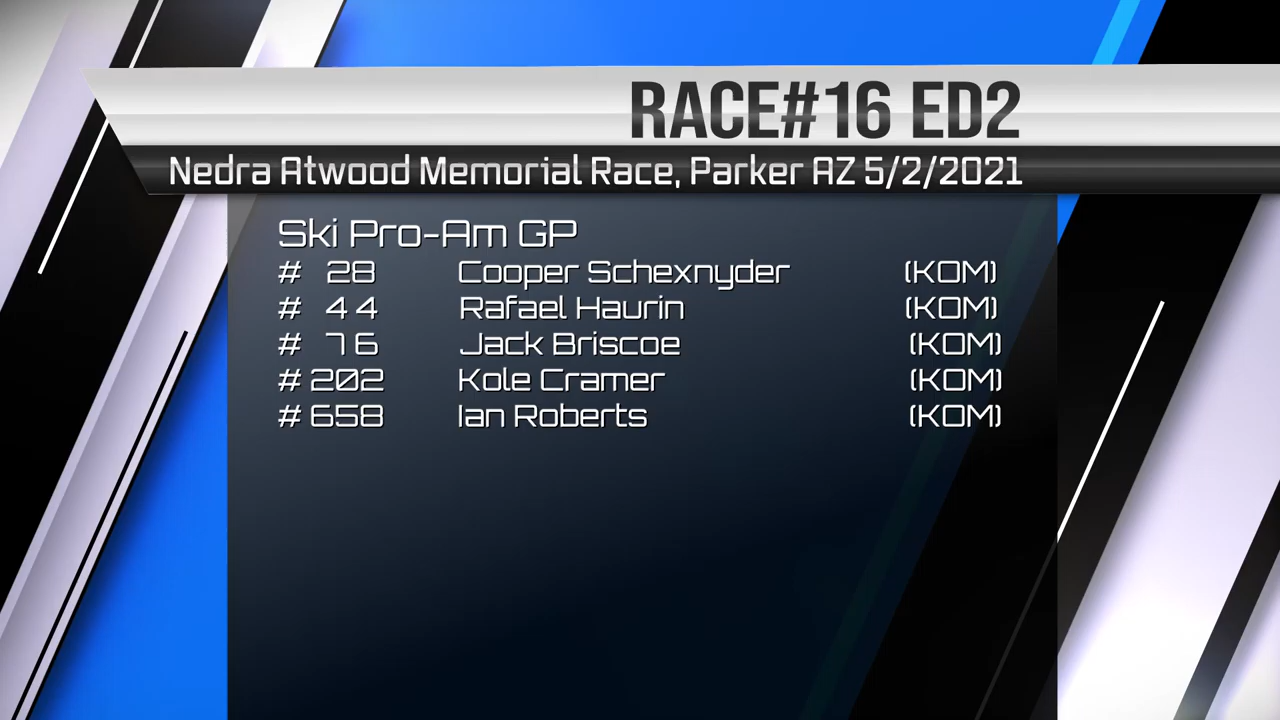 RACE#16 ED2
Nedra Atwood Memorial Race, Parker AZ 5/2/2021
Ski Pro-Am GP
# 28 Cooper Schexnyder (KOM)
# 44 Rafael Haurin (KOM)
# 76 Jack Briscoe (KOM)
# 202 Kole Cramer (KOM)
# 658 Ian Roberts (KOM)